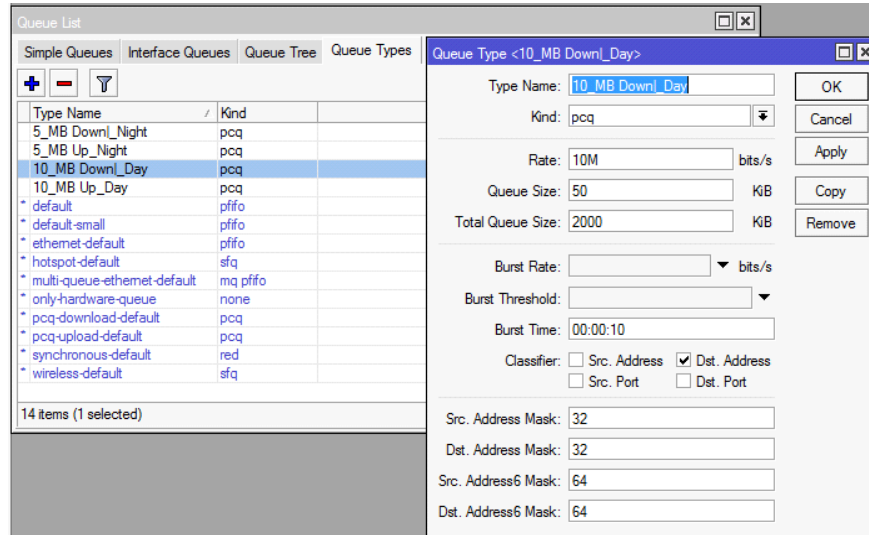 Queue List
Simple Queues Interface Queues Queue Tree Queue Types
Type Name / Kind
5_MB Down|_Night pcq
5_MB Up_Night pcq
10_MB Down|_Day pcq
10_MB Up_Day pcq
* default pfifo
* default-small pfifo
* ethernet-default pfifo
* hotspot-default sfq
* multi-queue-ethernet-default mq pfifo
* only-hardware-queue none
* pcq-download-default pcq
* pcq-upload-default pcq
* synchronous-default red
* wireless-default sfq
14 items (1 selected)
Queue Type <10_MB Down|_Day>
Type Name: 10_MB Down|_Day
Kind: pcq
Rate: 10M bits/s
Queue Size: 50 KiB
Total Queue Size: 2000 KiB
Burst Rate: bits/s
Burst Threshold:
Burst Time: 00:00:10
Classifier: Src. Address Dst. Address
Src. Port Dst. Port
Src. Address Mask: 32
Dst. Address Mask: 32
Src. Address6 Mask: 64
Dst. Address6 Mask: 64
OK
Cancel
Apply
Copy
Remove